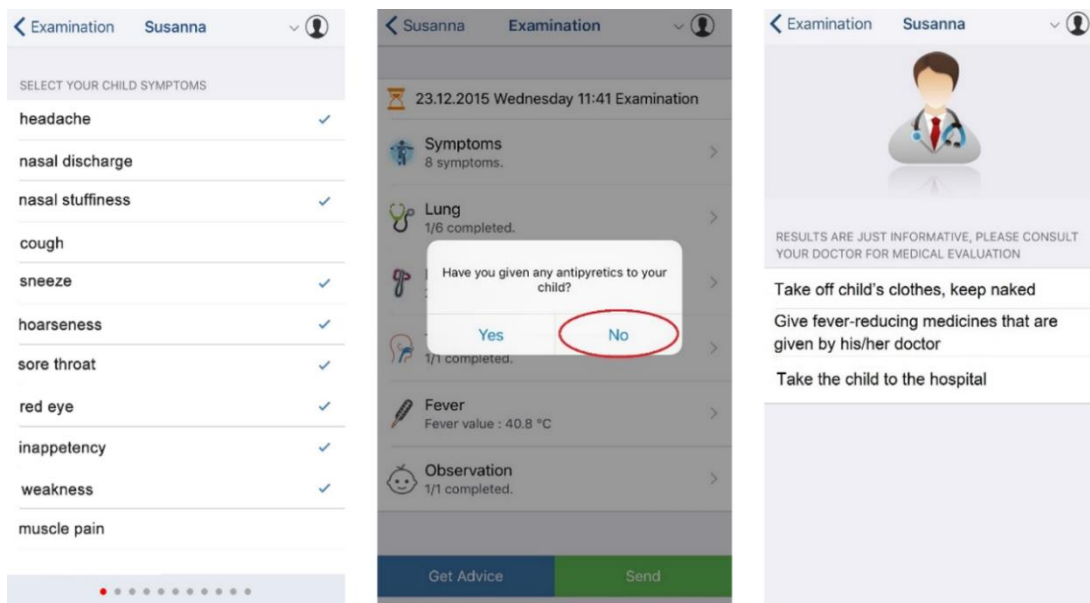 Examination Susanna
SELECT YOUR CHILD SYMPTOMS
headache
nasal discharge
nasal stuffiness
cough
sneeze
hoarseness
sore throat
red eye
inappetency
weakness
muscle pain
Susanna Examination
23.12.2015 Wednesday 11:41 Examination
Symptoms
8 symptoms.
Lung
1/6 completed.
Have you given any antipyretics to your
child?
Yes No
1/1 completed.
Fever
Fever value : 40.8 °C
Observation
1/1 completed.
Get Advice Send
Examination Susanna
RESULTS ARE JUST INFORMATIVE, PLEASE CONSULT
YOUR DOCTOR FOR MEDICAL EVALUATION
Take off child's clothes, keep naked
Give fever-reducing medicines that are
given by his/her doctor
Take the child to the hospital